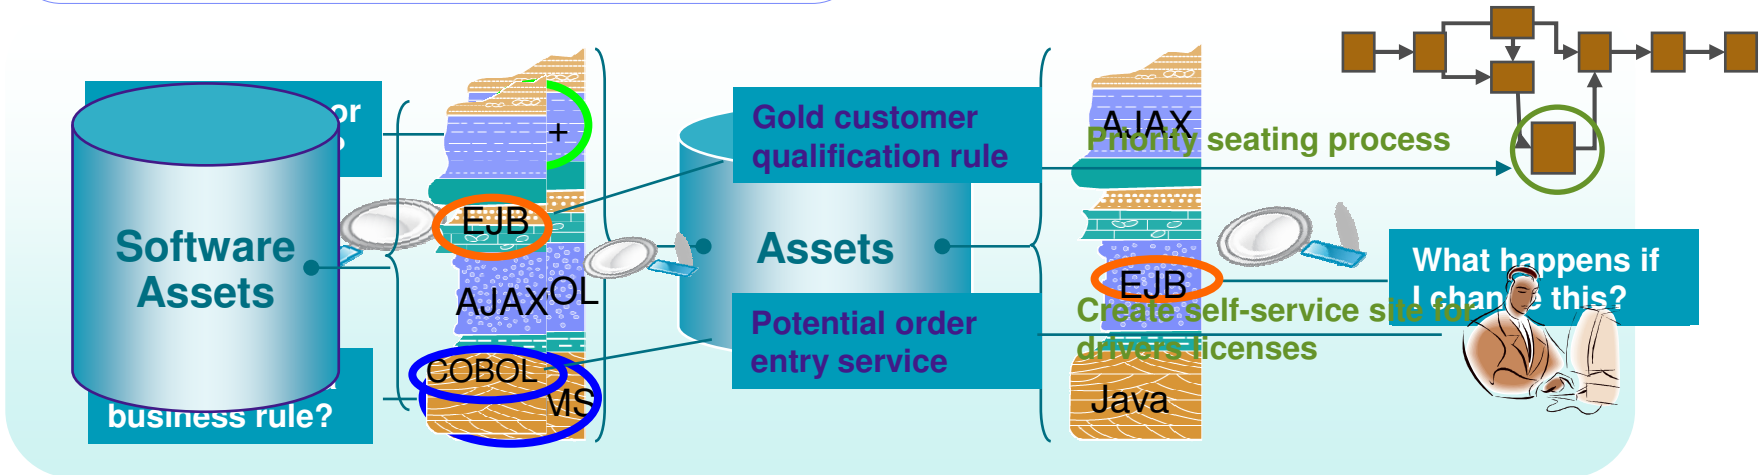 or
?
Software
Assets
business rule?
+
EJB
AJAX
OL
COBOL
MS
Gold customer
qualification rule
Assets
Potential order
entry service
AJAX
Priority seating process
EJB
Create self-service site for
drivers licenses
Java
What happens if
I change this?